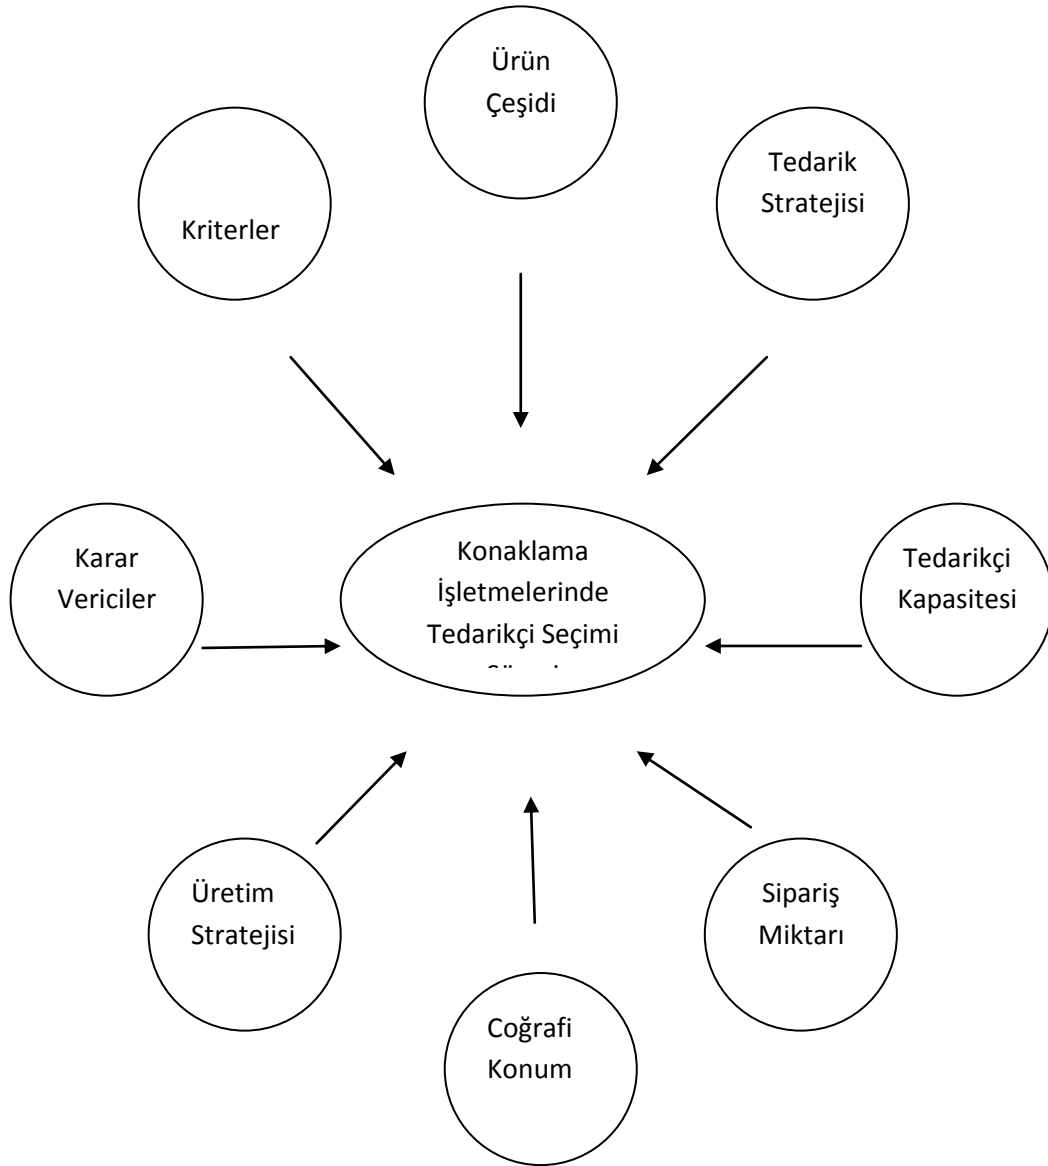 Ürün
Çeşidi
Tedarik
Stratejisi
Kriterler
Karar
Vericiler
Konaklama
İşletmelerinde
Tedarikçi Seçimi
Tedarikçi
Kapasitesi
Üretim
Stratejisi
Sipariş
Miktarı
Coğrafi
Konum